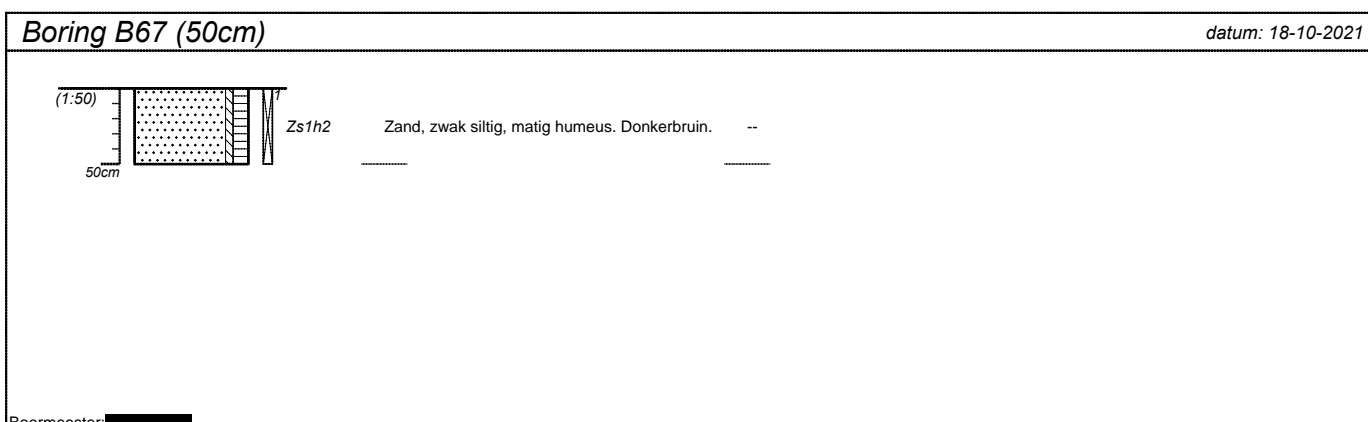 Boring B67 (50cm)
datum: 18-10-2021
(1:50)
1
Zs1h2 Zand, zwak siltig, matig humeus. Donkerbruin. --
50cm
Boormeester: